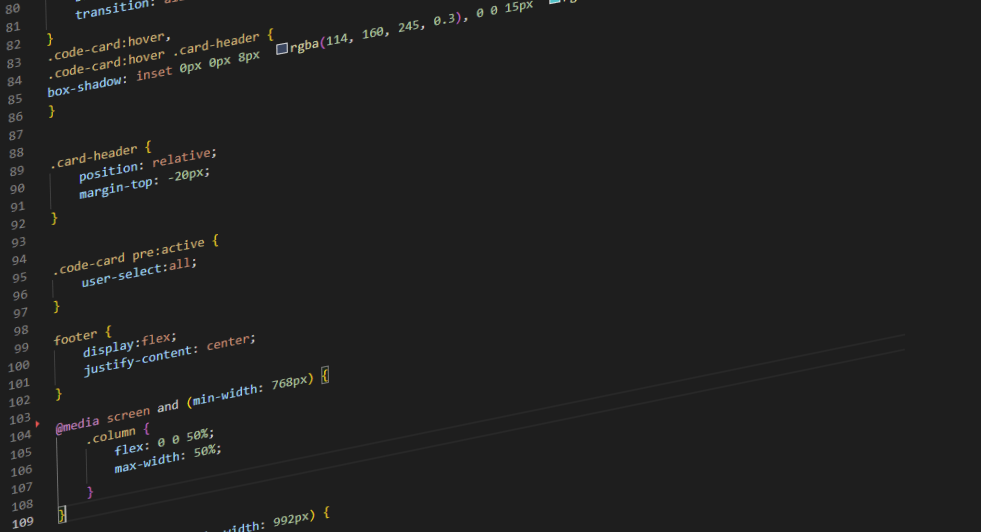 80
81 transition:
82 }
83 .code-card:hover,
84 .code-card:hover .card-header {
85 box-shadow: inset 0px 0px 8px rgba(114, 160, 245, 0.3), 0 0 15px
86 }
87
88
89 .card-header {
90 position: relative;
91 margin-top: -20px;
92 }
93
94
95 .code-card pre:active {
96 user-select:all;
97 }
98
99 footer {
100 display:flex;
101 justify-content: center;
102 }
103
104 @media screen and (min-width: 768px) {
105 .column {
106 flex: 0 0 50%;
107 max-width: 50%;
108 }
109 }
width: 992px) {